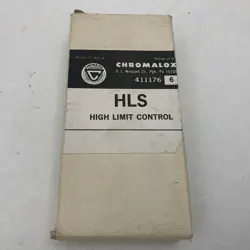 CHROMALOX
411176 6
HLS
HIGH LIMIT CONTROL